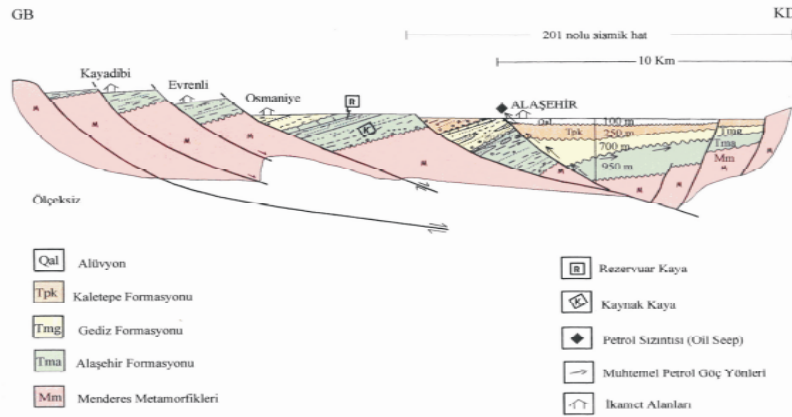 GB
KD
201 nolu sismik hat
10 Km
Kayadibi
Evrenli
Osmaniye
R
ALAŞEHİR
K
Qal
100 m
Tpk
250 m
Tmg
700 m
Tma
950 m
Mm
Ölçeksiz
Qal Alüvyon
Tpk Kaletepe Formasyonu
Tmg Gediz Formasyonu
Tma Alaşehir Formasyonu
Mm Menderes Metamorfikleri
R Rezervuar Kaya
K Kaynak Kaya
Petrol Sızıntısı (Oil Seep)
Muhtemel Petrol Göç Yönleri
İkamet Alanları